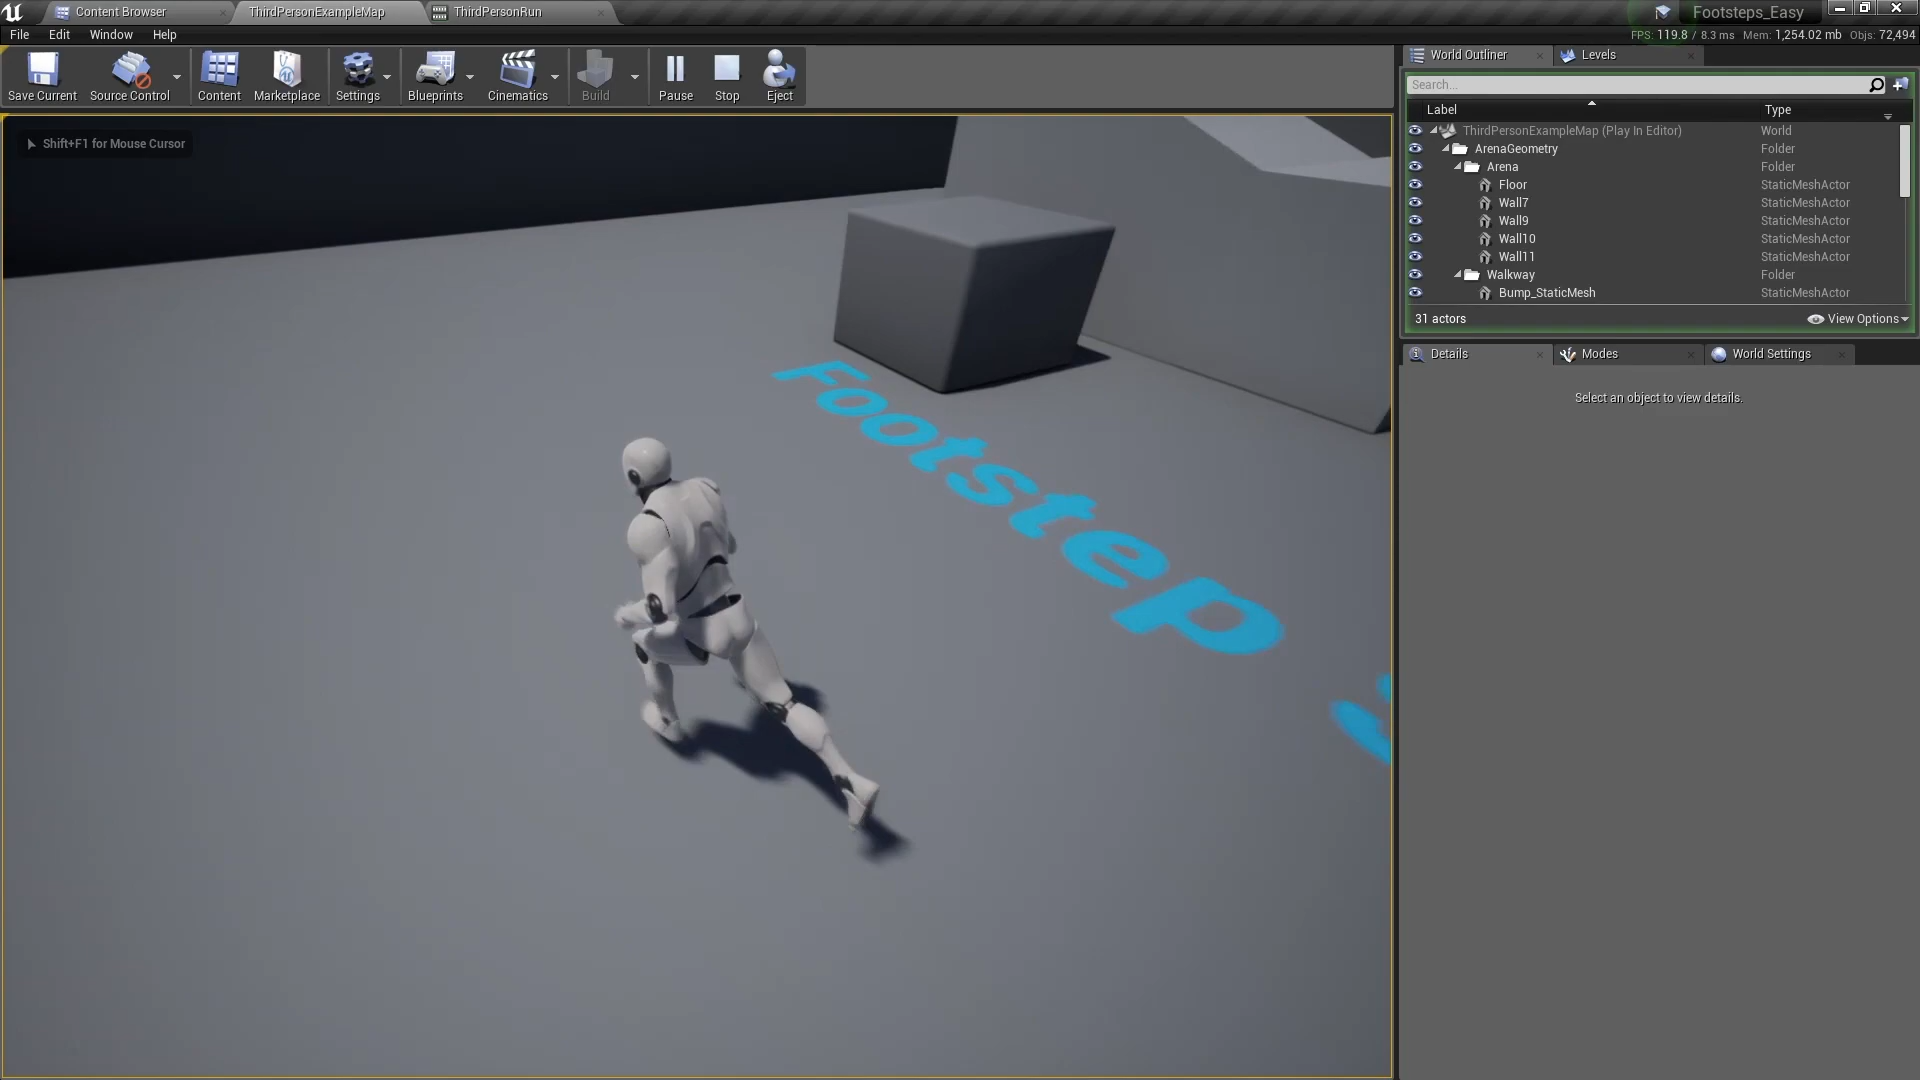 Content Browser
ThirdPersonExampleMap
ThirdPersonRun
Footsteps_Easy
File Edit Window Help
FPS: 119.8 / 8.3 ms Mem: 1,254.02 mb Objs: 72,494
Save Current
Source Control
Content
Marketplace
Settings
Blueprints
Cinematics
Build
Pause
Stop
Eject
Shift+F1 for Mouse Cursor
Footstep
World Outliner
Levels
Search...
Label Type
ThirdPersonExampleMap (Play In Editor) World
ArenaGeometry Folder
Arena Folder
Floor StaticMeshActor
Wall7 StaticMeshActor
Wall9 StaticMeshActor
Wall10 StaticMeshActor
Wall11 StaticMeshActor
Walkway Folder
Bump_StaticMesh StaticMeshActor
31 actors View Options
Details
Modes
World Settings
Select an object to view details.